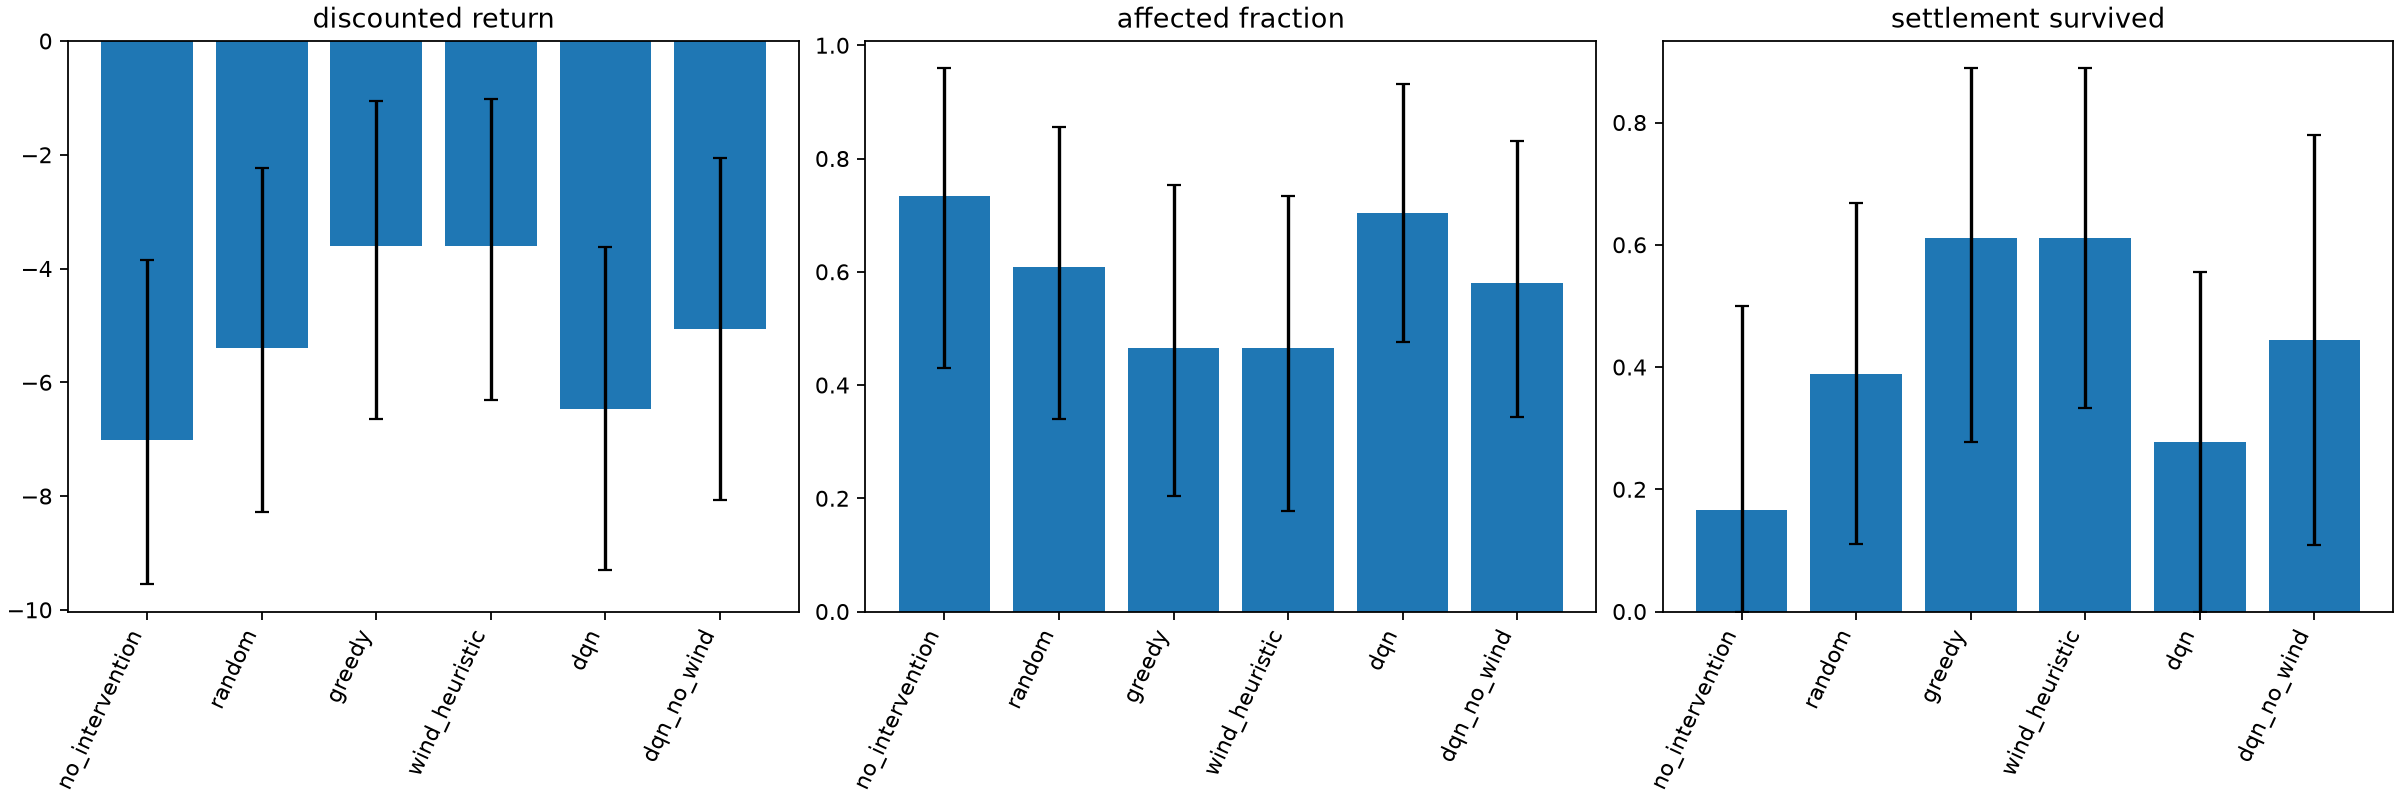 discounted return
0
−2
−4
−6
−8
−10
no_intervention
random
greedy
wind_heuristic
dqn
dqn_no_wind
affected fraction
1.0
0.8
0.6
0.4
0.2
0.0
no_intervention
random
greedy
wind_heuristic
dqn
dqn_no_wind
settlement survived
0.8
0.6
0.4
0.2
0.0
no_intervention
random
greedy
wind_heuristic
dqn
dqn_no_wind